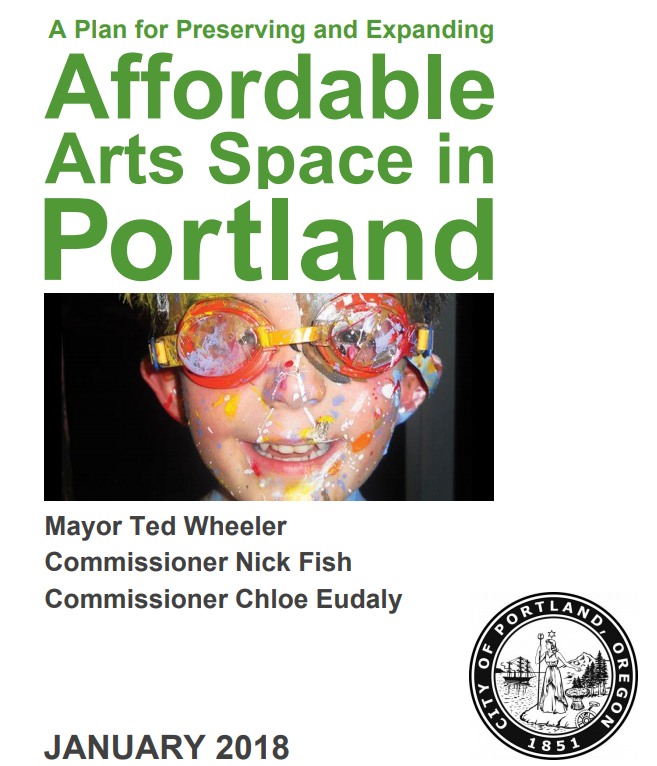 A Plan for Preserving and Expanding
Affordable
Arts Space in
Portland
Mayor Ted Wheeler
Commissioner Nick Fish
Commissioner Chloe Eudaly
CITY OF PORTLAND, OREGON
1851
JANUARY 2018